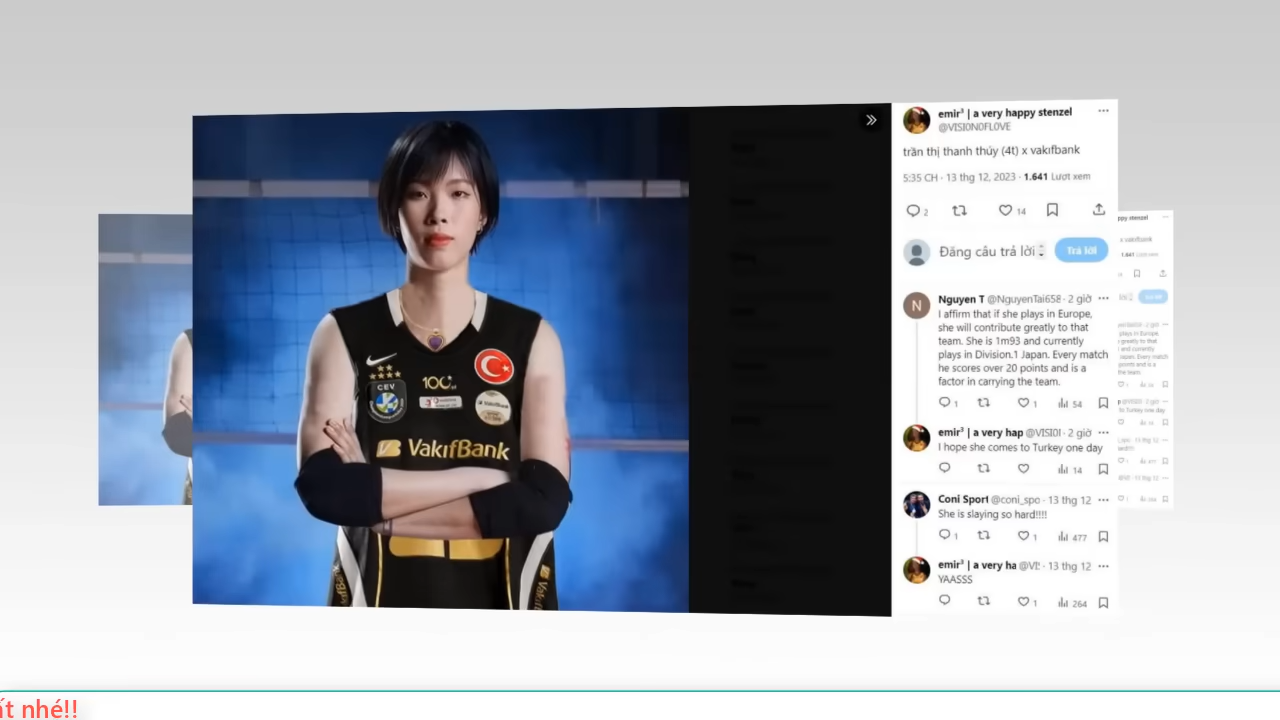 emir³ | a very happy stenzel
@VISION0FL0VE
trần thị thanh thúy (4t) x vakıfbank
5:35 CH · 13 thg 12, 2023 · 1.641 Lượt xem
2
14
Đăng câu trả lời
Trả lời
N
Nguyen T @NguyenTai658 · 2 giờ
I affirm that if she plays in Europe,
she will contribute greatly to that
team. She is 1m93 and currently
plays in Division.1 Japan. Every match
he scores over 20 points and is a
factor in carrying the team.
1
1
54
emir³ | a very hap @VISI0I · 2 giờ
I hope she comes to Turkey one day
14
Coni Sport @coni_spo · 13 thg 12
She is slaying so hard!!!!
1
1
477
emir³ | a very ha @VI: · 13 thg 12
YAASSS
1
264
CEV
100
VakıfBank
VakıfBank
ất nhé!!